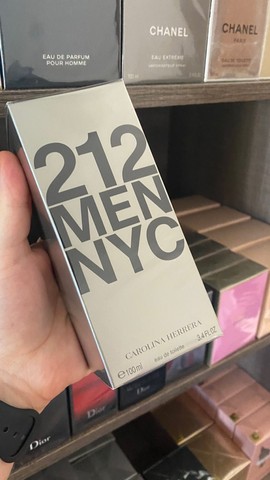 EAU DE PARFUM
POUR HOMME
CHANEL
EAU EXTREME
CHANEL
PARIS
212
MEN
NYC
CAROLINA HERRERA
eau de toilette
℮100ml
3.4 FL.OZ
Dior
Dior
Dior